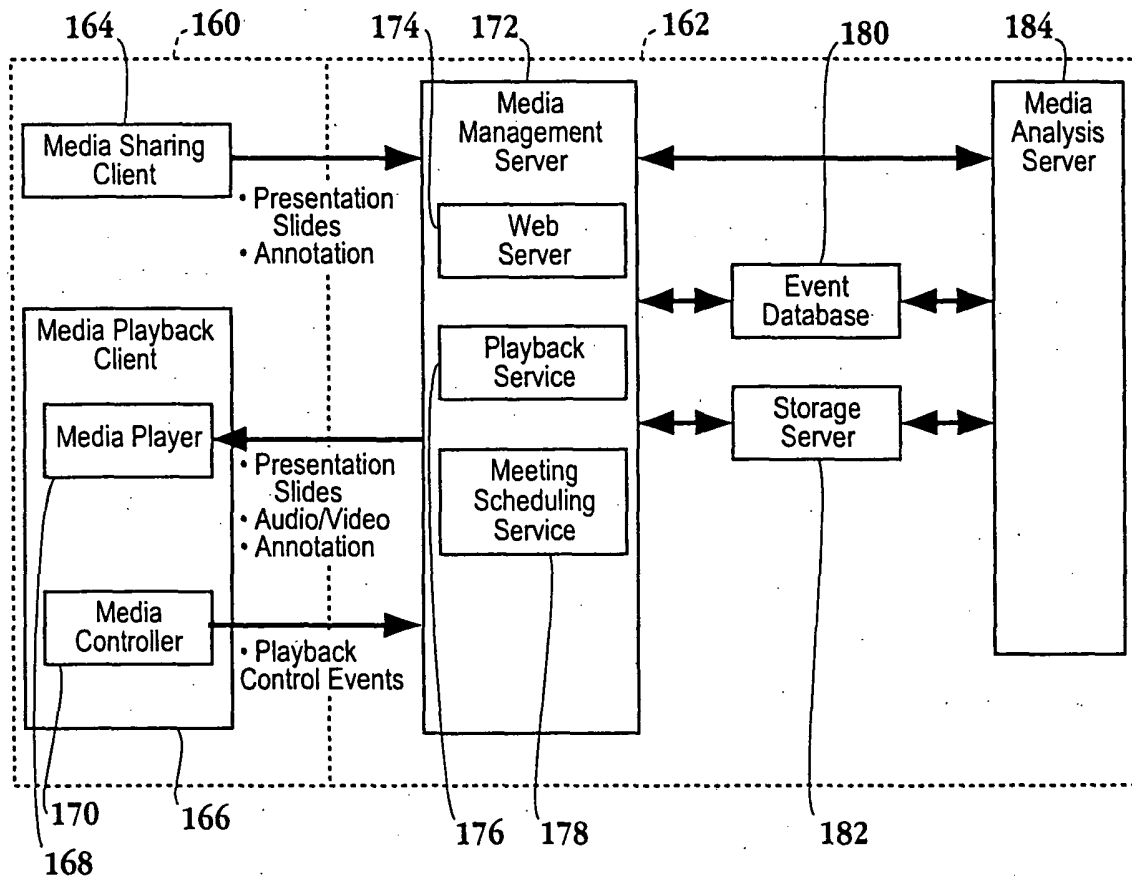 164
160
174
172
162
180
184
Media Sharing
Client
• Presentation
Slides
• Annotation
Media
Management
Server
Web
Server
Playback
Service
Meeting
Scheduling
Service
Event
Database
Storage
Server
Media
Analysis
Server
Media Playback
Client
Media Player
• Presentation
Slides
• Audio/Video
• Annotation
Media
Controller
• Playback
Control Events
170
166
176
178
182
168